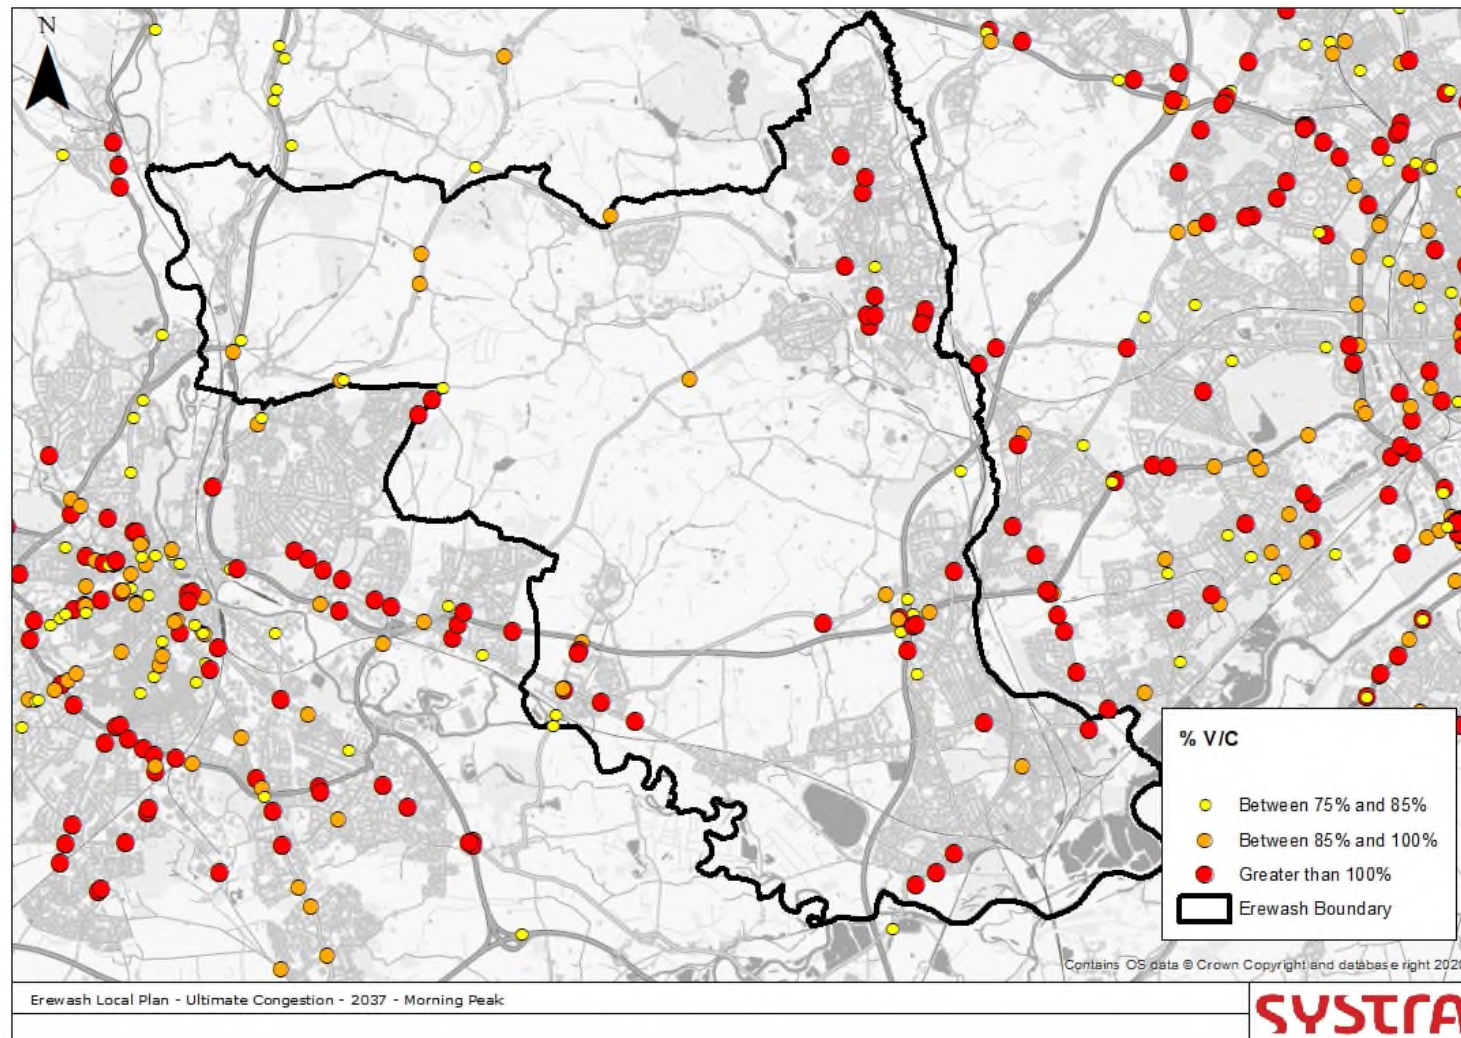 N
% V/C
Between 75% and 85%
Between 85% and 100%
Greater than 100%
Erewash Boundary
Contains OS data © Crown Copyright and database right 2020
Erewash Local Plan - Ultimate Congestion - 2037 - Morning Peak
SYSTRA